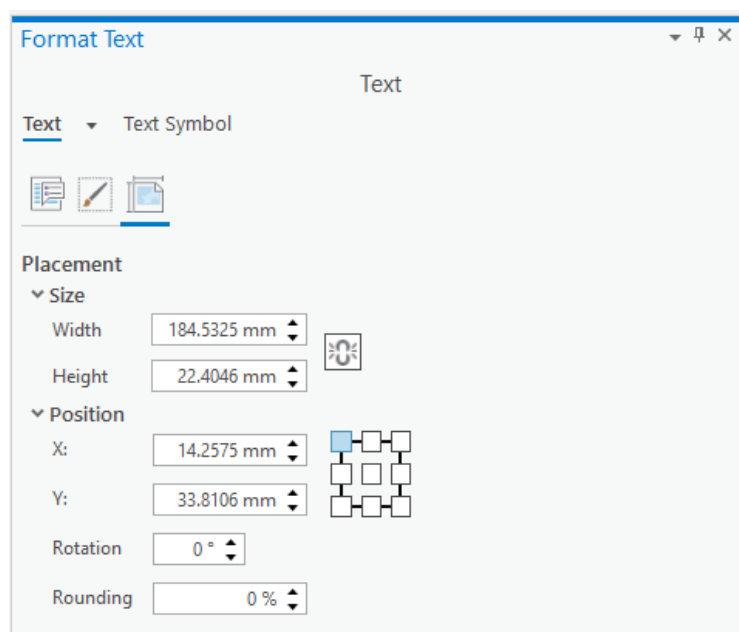 Format Text
Text
Text Text Symbol
Placement
Size
Width 184.5325 mm
Height 22.4046 mm
Position
X: 14.2575 mm
Y: 33.8106 mm
Rotation 0 °
Rounding 0 %